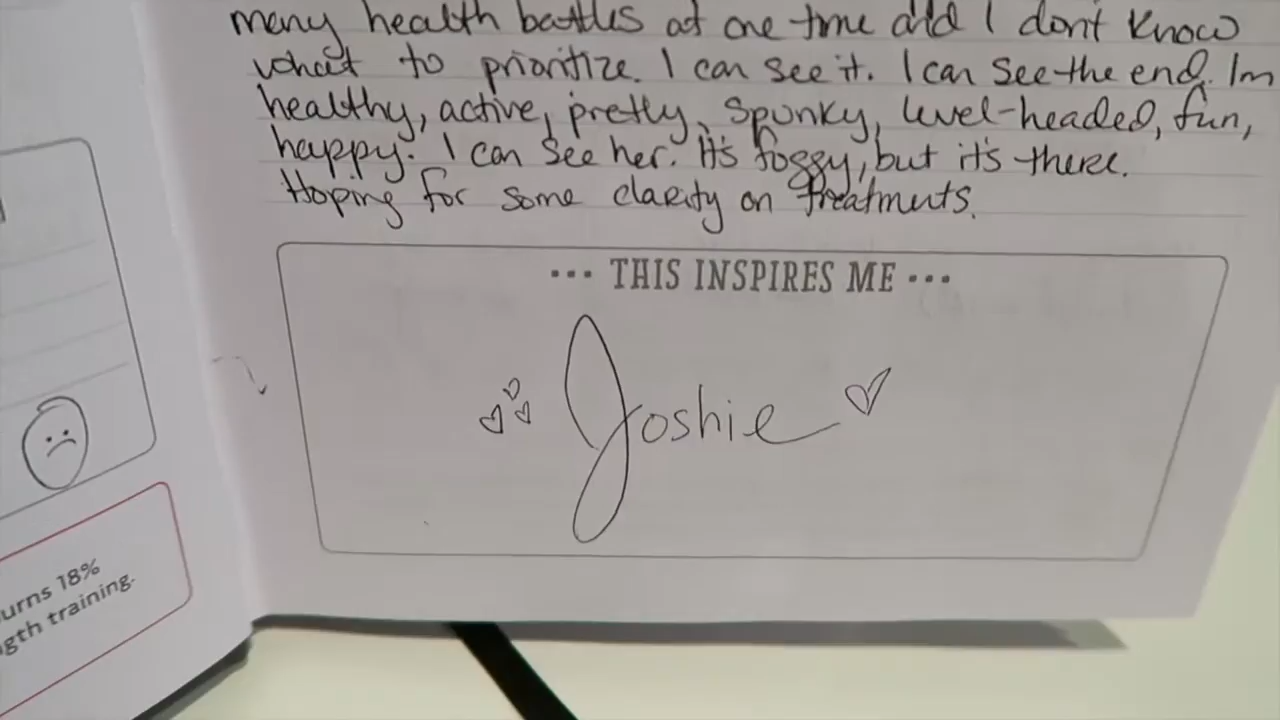 many health battles at one time and I dont know
what to prioritize. I can see it. I can see the end. Im
healthy, active, pretty, spunky, level-headed, fun,
happy. I can see her. It's foggy, but it's there.
Hoping for some clarity on treatments.
••• THIS INSPIRES ME •••
Joshie
urns 18%
gth training.